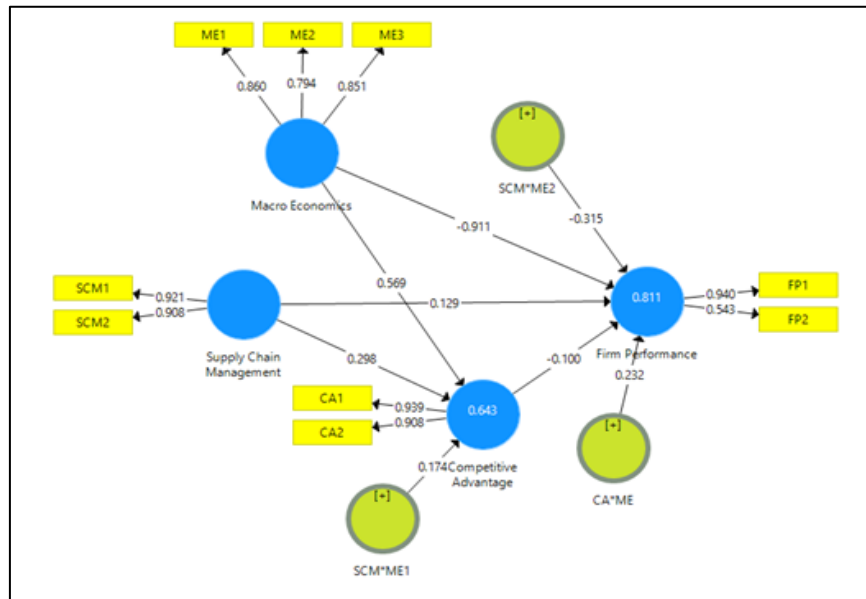 ME1 ME2 ME3
0.860 0.794 0.851
[+]
SCM*ME2
Macro Economics
-0.911
-0.315
0.569
SCM1 0.921
SCM2 0.908
0.129
0.811
0.940 FP1
0.543 FP2
Supply Chain
Management
Firm Performance
0.298
-0.100
0.232
CA1 0.939
CA2 0.908
0.643
[+]
0.174
Competitive
Advantage
CA*ME
[+]
SCM*ME1